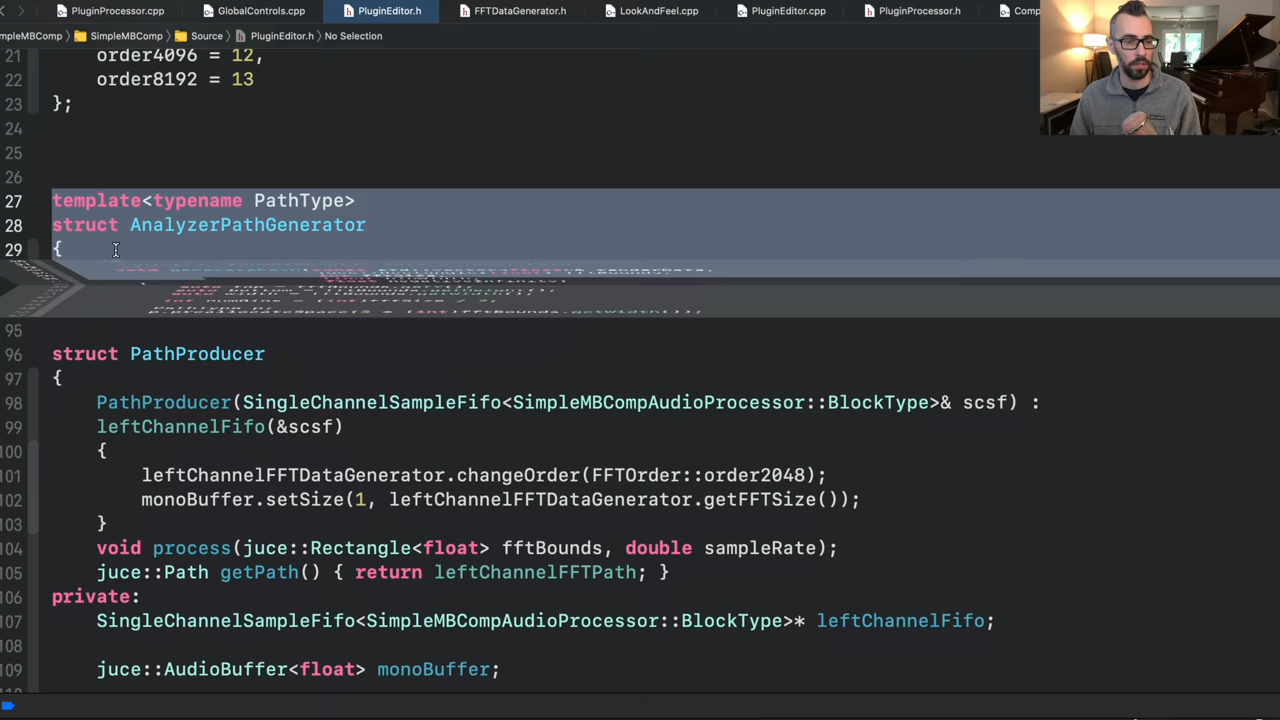 PluginProcessor.cpp GlobalControls.cpp PluginEditor.h FFTDataGenerator.h LookAndFeel.cpp PluginEditor.cpp PluginProcessor.h Comp
mpleMBComp > SimpleMBComp > Source > PluginEditor.h > No Selection
21 order4096 = 12,
22 order8192 = 13
23 };
24
25
26
27 template<typename PathType>
28 struct AnalyzerPathGenerator
29 {
95
96 struct PathProducer
97 {
98 PathProducer(SingleChannelSampleFifo<SimpleMBCompAudioProcessor::BlockType>& scsf) :
99 leftChannelFifo(&scsf)
100 {
101 leftChannelFFTDataGenerator.changeOrder(FFTOrder::order2048);
102 monoBuffer.setSize(1, leftChannelFFTDataGenerator.getFFTSize());
103 }
104 void process(juce::Rectangle<float> fftBounds, double sampleRate);
105 juce::Path getPath() { return leftChannelFFTPath; }
106 private:
107 SingleChannelSampleFifo<SimpleMBCompAudioProcessor::BlockType>* leftChannelFifo;
108
109 juce::AudioBuffer<float> monoBuffer;